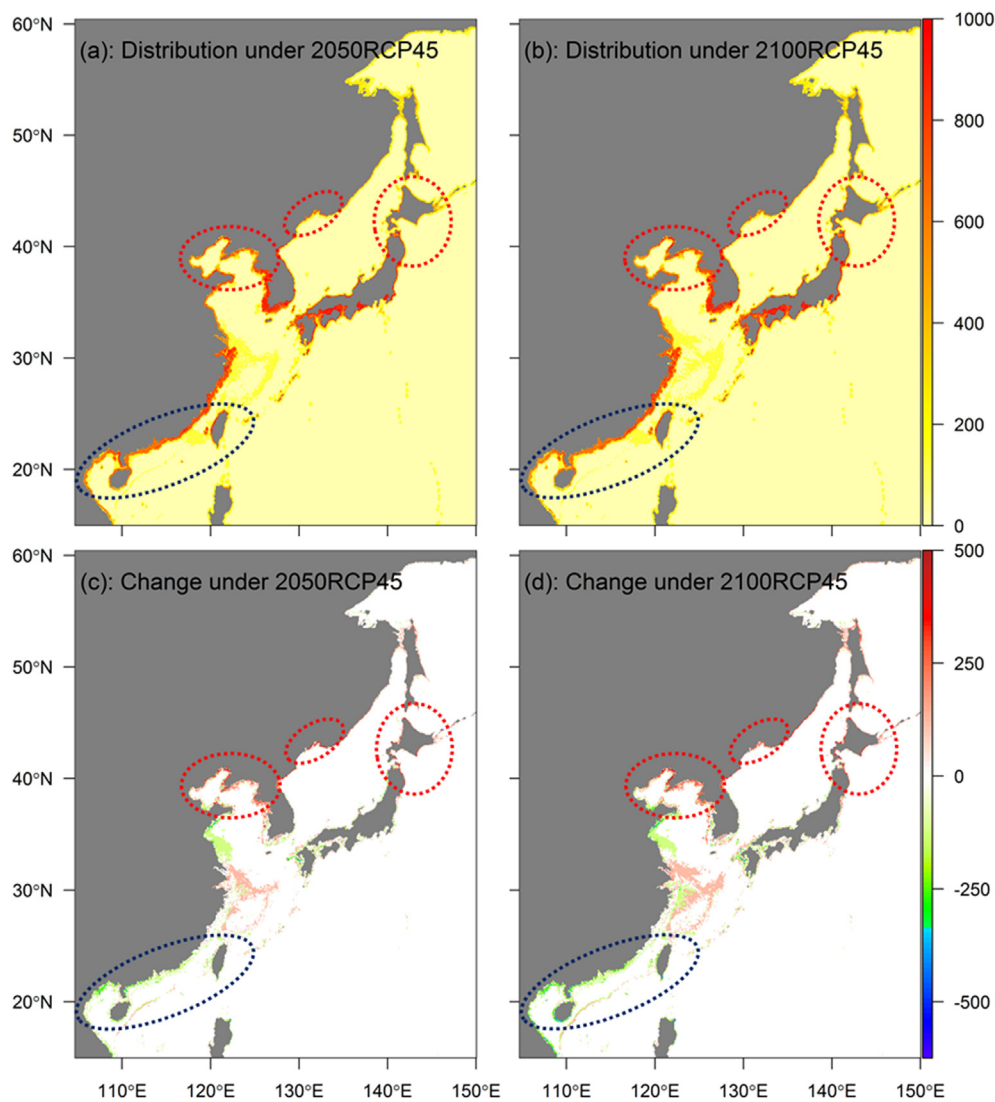 (a): Distribution under 2050RCP45
(b): Distribution under 2100RCP45
60°N
50°N
40°N
30°N
20°N
1000
800
600
400
200
0
(c): Change under 2050RCP45
(d): Change under 2100RCP45
60°N
50°N
40°N
30°N
20°N
500
250
0
-250
-500
110°E 120°E 130°E 140°E 150°E 110°E 120°E 130°E 140°E 150°E